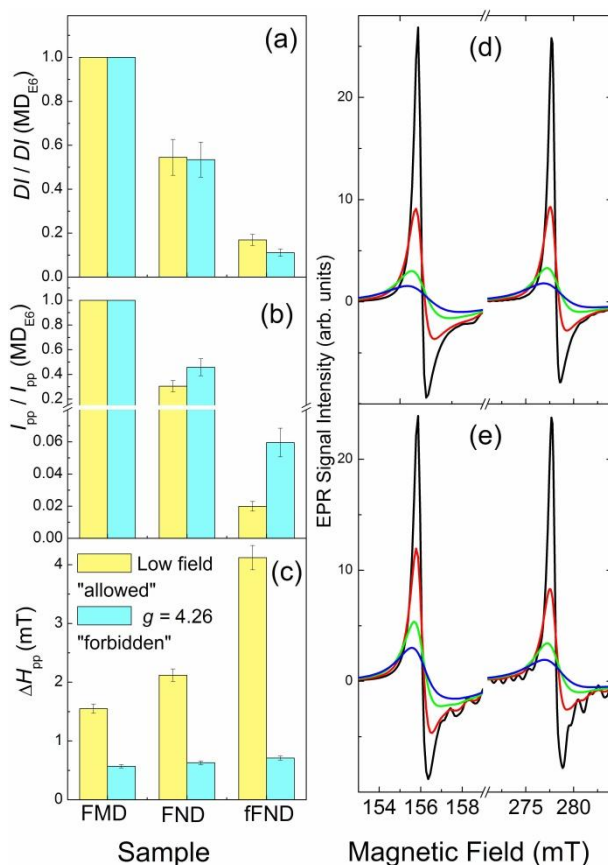 (a)
DI / DI (MD_E6)
1.0
0.8
0.6
0.4
0.2
0.0
(b)
I_pp / I_pp (MD_E6)
1.0
0.8
0.6
0.4
0.2
0.06
0.04
0.02
0.00
(c)
Low field
"allowed"
g = 4.26
"forbidden"
ΔH_pp (mT)
4
3
2
1
0
FMD FND fFND
Sample
(d)
20
10
0
EPR Signal Intensity (arb. units)
(e)
20
10
0
154 156 158 275 280
Magnetic Field (mT)